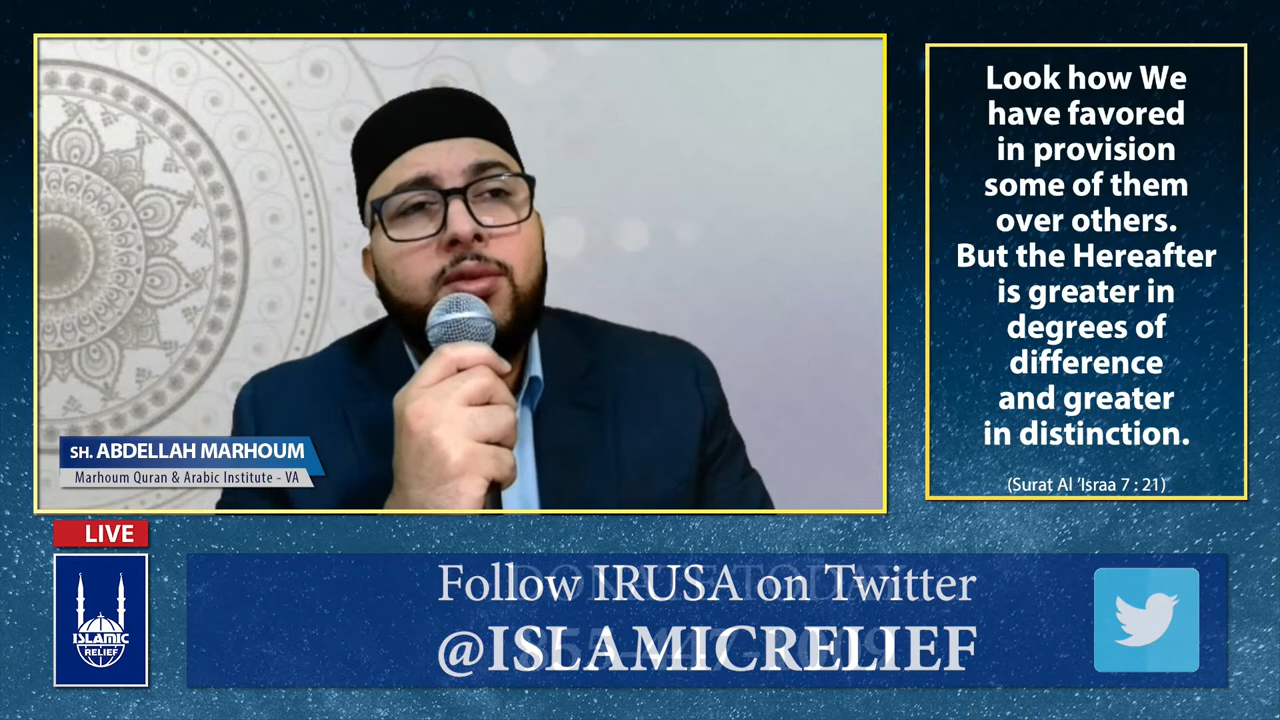 SH. ABDELLAH MARHOUM
Marhoum Quran & Arabic Institute - VA
Look how We
have favored
in provision
some of them
over others.
But the Hereafter
is greater in
degrees of
difference
and greater
in distinction.
(Surat Al 'Israa 7 : 21)
LIVE
ISLAMIC
RELIEF
Follow IRUSA on Twitter
@ISLAMICRELIEF